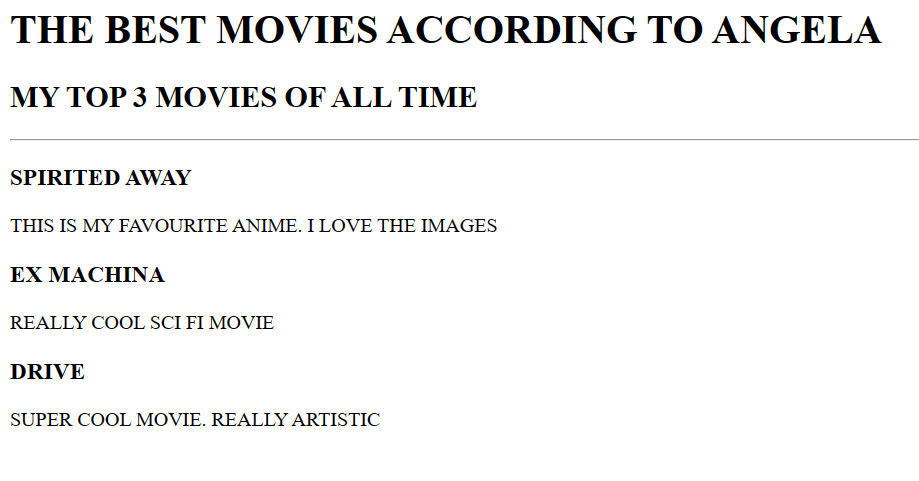 THE BEST MOVIES ACCORDING TO ANGELA
MY TOP 3 MOVIES OF ALL TIME
SPIRITED AWAY
THIS IS MY FAVOURITE ANIME. I LOVE THE IMAGES
EX MACHINA
REALLY COOL SCI FI MOVIE
DRIVE
SUPER COOL MOVIE. REALLY ARTISTIC